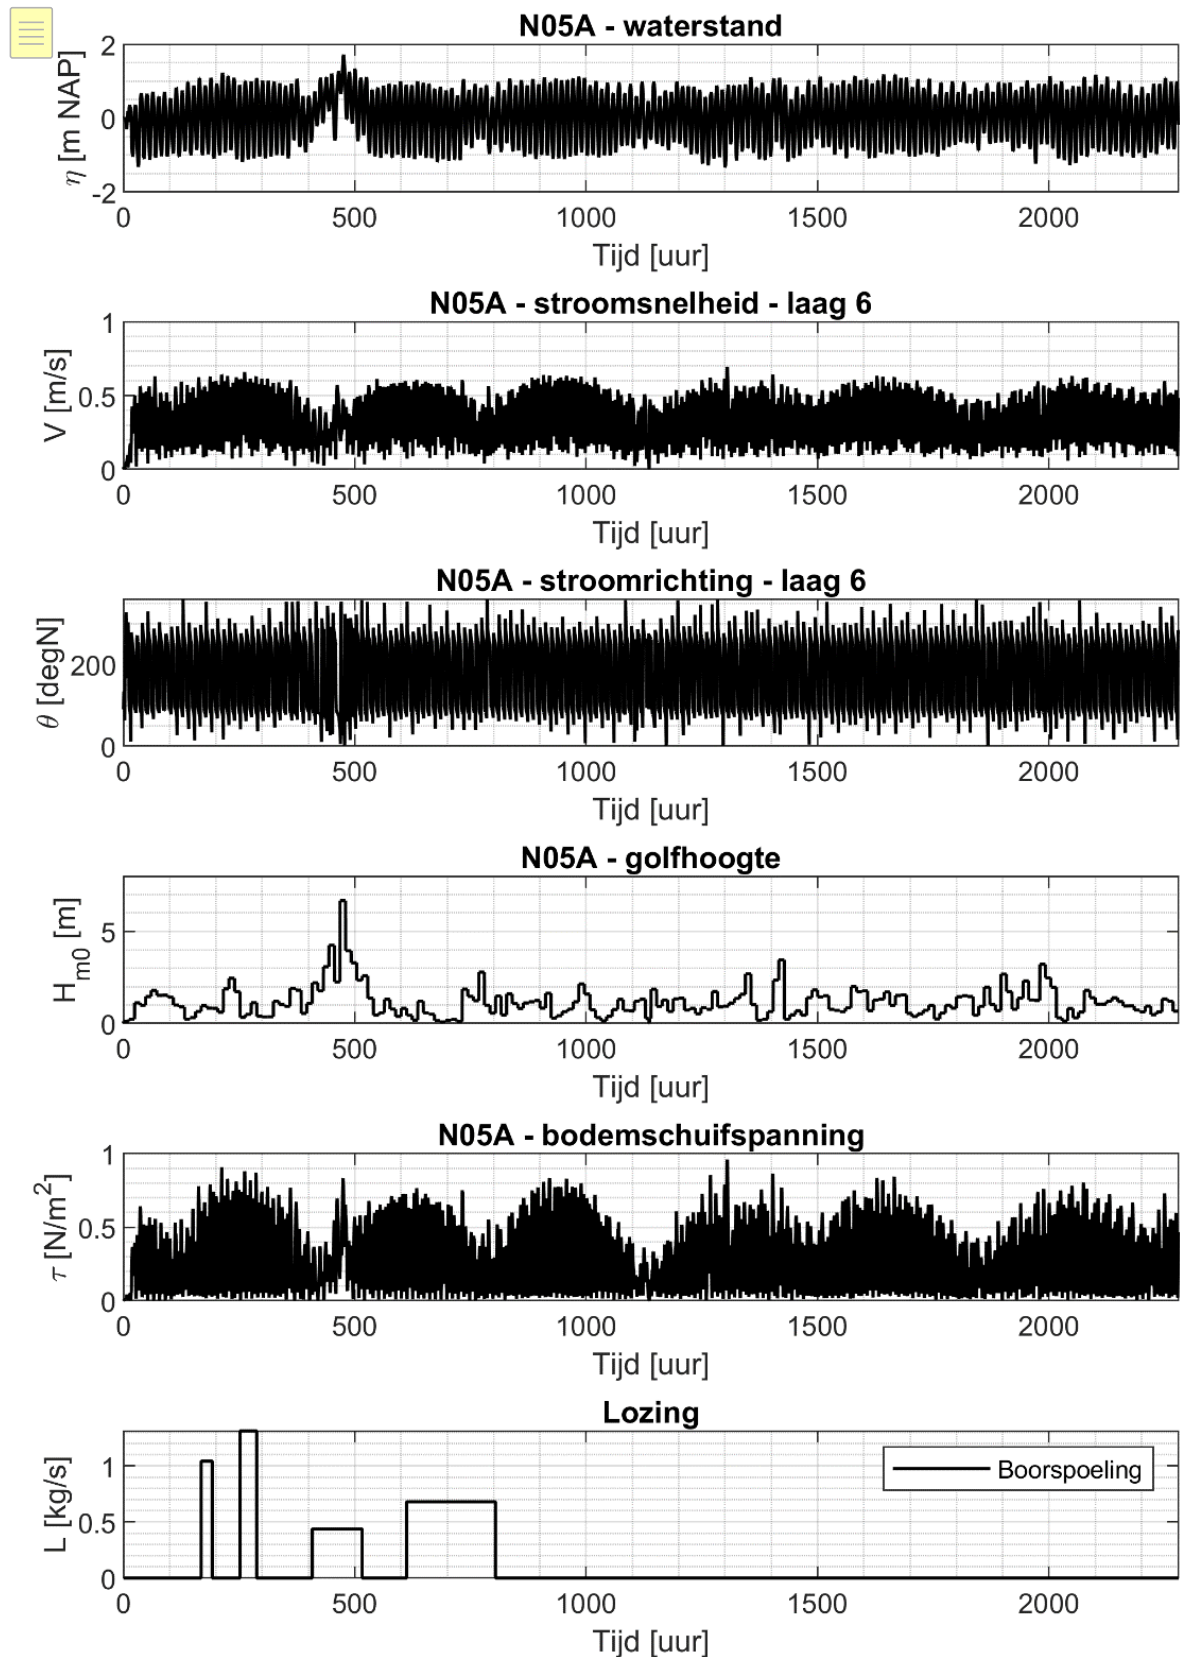 N05A - waterstand
η [m NAP]
2
0
-2
0 500 1000 1500 2000
Tijd [uur]
N05A - stroomsnelheid - laag 6
V [m/s]
1
0.5
0
0 500 1000 1500 2000
Tijd [uur]
N05A - stroomrichting - laag 6
θ [degN]
200
0
0 500 1000 1500 2000
Tijd [uur]
N05A - golfhoogte
Hm0 [m]
5
0
0 500 1000 1500 2000
Tijd [uur]
N05A - bodemschuifspanning
τ [N/m²]
1
0.5
0
0 500 1000 1500 2000
Tijd [uur]
Lozing
L [kg/s]
1
0.5
0
Boorspoeling
0 500 1000 1500 2000
Tijd [uur]